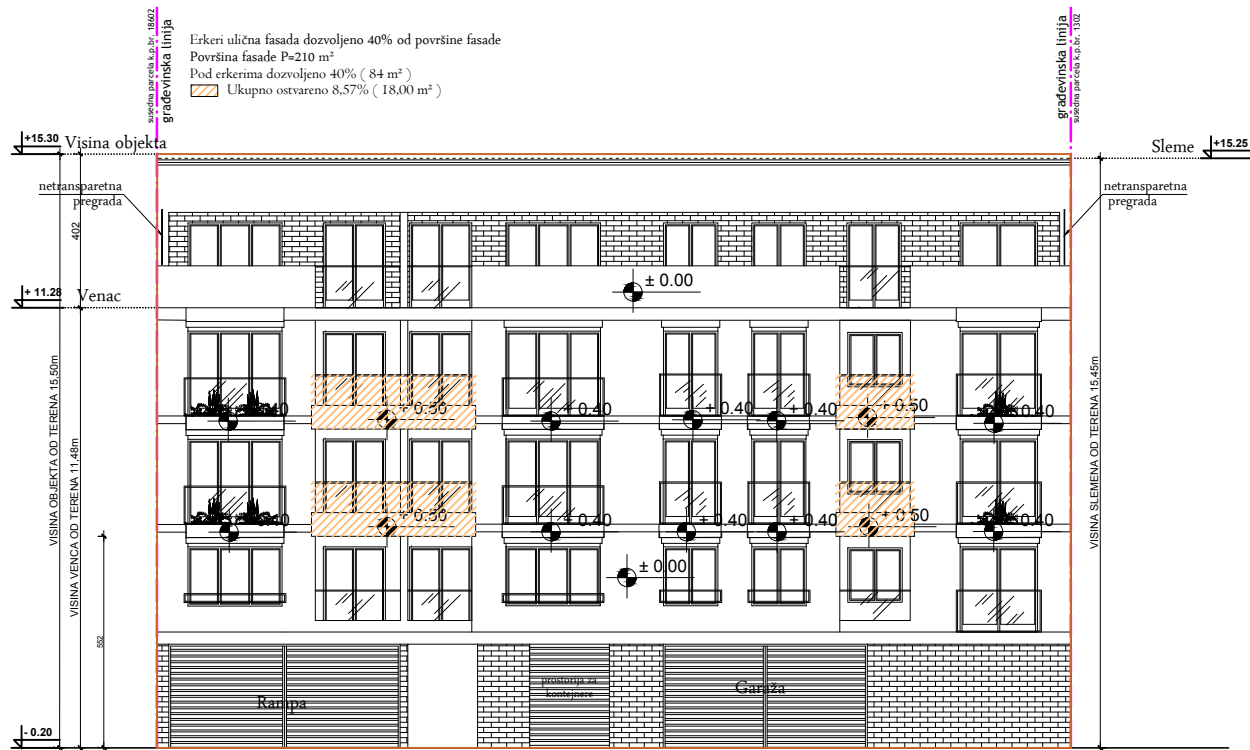 susedna parcela k.p.br. 18602
građevinska linija
Erkeri ulična fasada dozvoljeno 40% od površine fasade
Površina fasade P=210 m²
Pod erkerima dozvoljeno 40% ( 84 m² )
Ukupno ostvareno 8,57% ( 18,00 m² )
građevinska linija
susedna parcela k.p.br. 1302
+15.30
Visina objekta
Sleme
+15.25
netransparetna
pregrada
netransparetna
pregrada
402
± 0.00
+ 11.28
Venac
+ 0.50
+ 0.40
+ 0.40
+ 0.40
+ 0.50
VISINA OBJEKTA OD TERENA 15,50m
VISINA VENCA OD TERENA 11,48m
VISINA SLEMENA OD TERENA 15,45m
+ 0.50
+ 0.40
+ 0.40
+ 0.40
+ 0.50
± 0.00
552
Rampa
prostorija za
kontejnere
Garaža
- 0.20